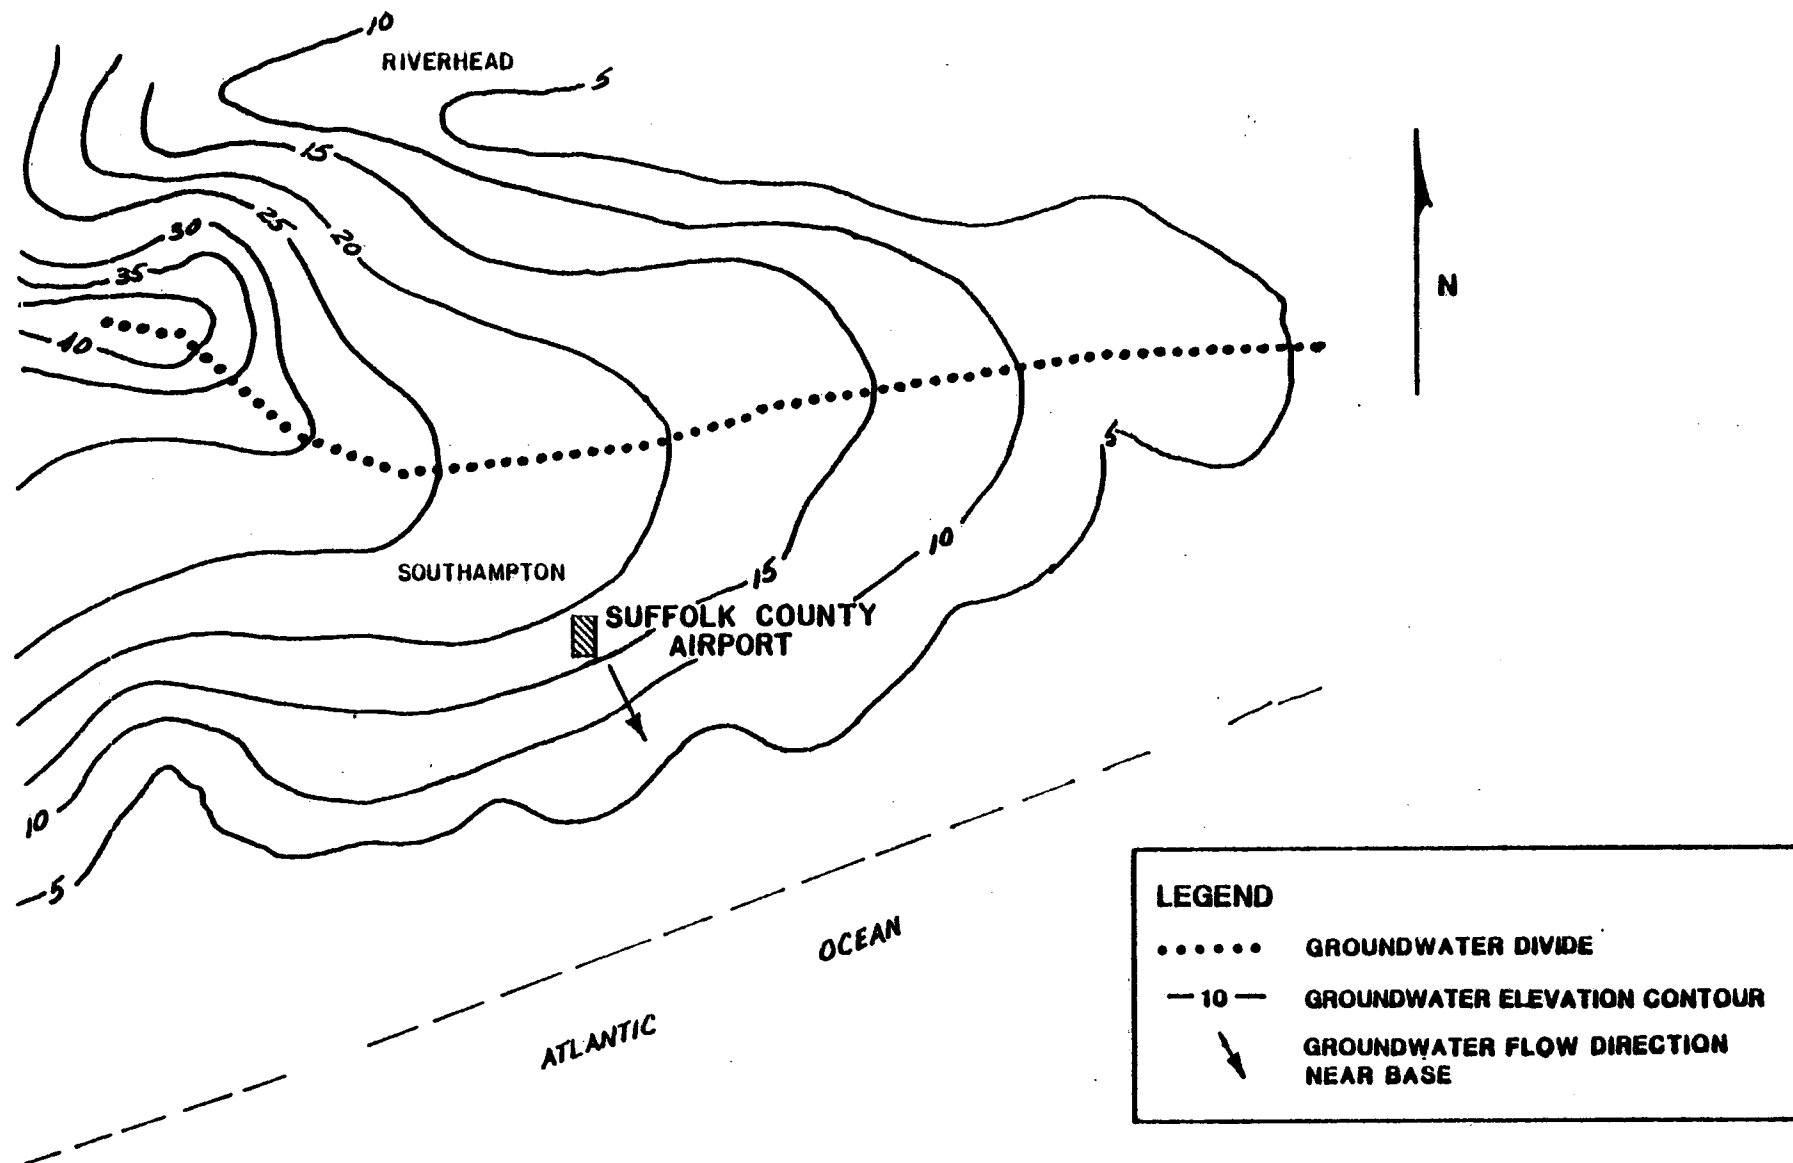 10
RIVERHEAD
5
15
25
20
30
35
40
N
5
10
15
SOUTHAMPTON
SUFFOLK COUNTY
AIRPORT
10
5
OCEAN
ATLANTIC
LEGEND
GROUNDWATER DIVIDE
10 GROUNDWATER ELEVATION CONTOUR
GROUNDWATER FLOW DIRECTION
NEAR BASE